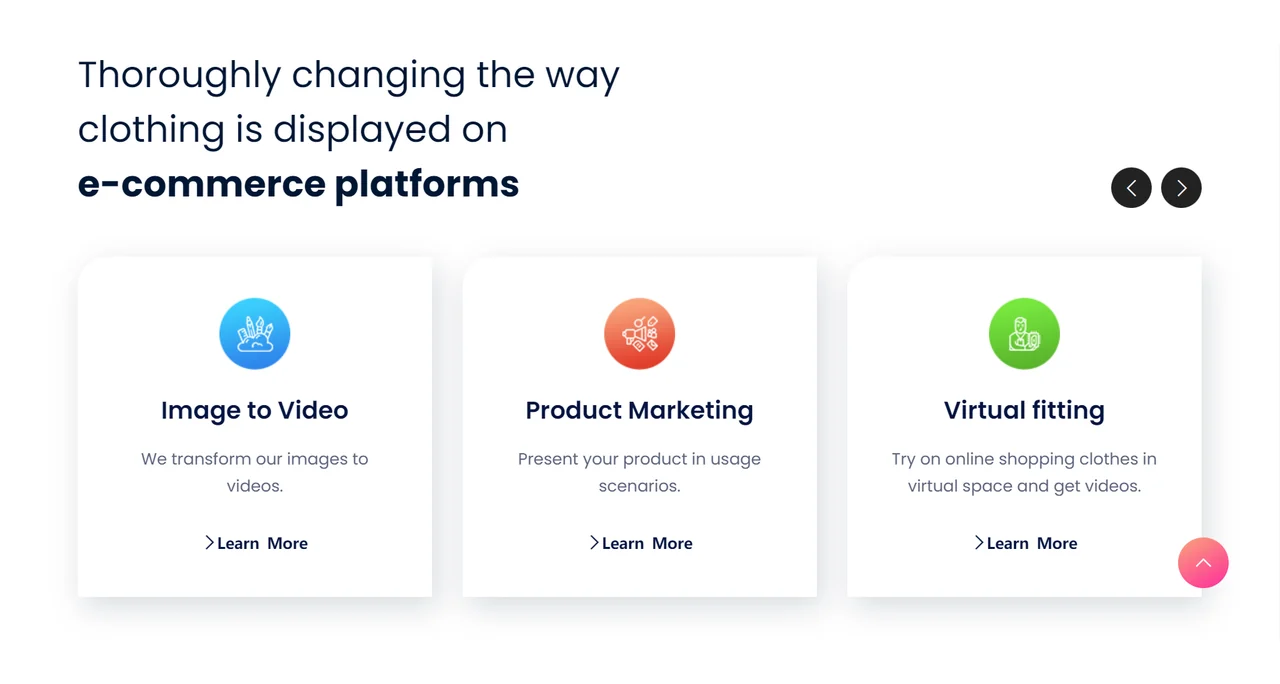 Thoroughly changing the way
clothing is displayed on
e-commerce platforms
Image to Video
We transform our images to
videos.
Learn More
Product Marketing
Present your product in usage
scenarios.
Learn More
Virtual fitting
Try on online shopping clothes in
virtual space and get videos.
Learn More